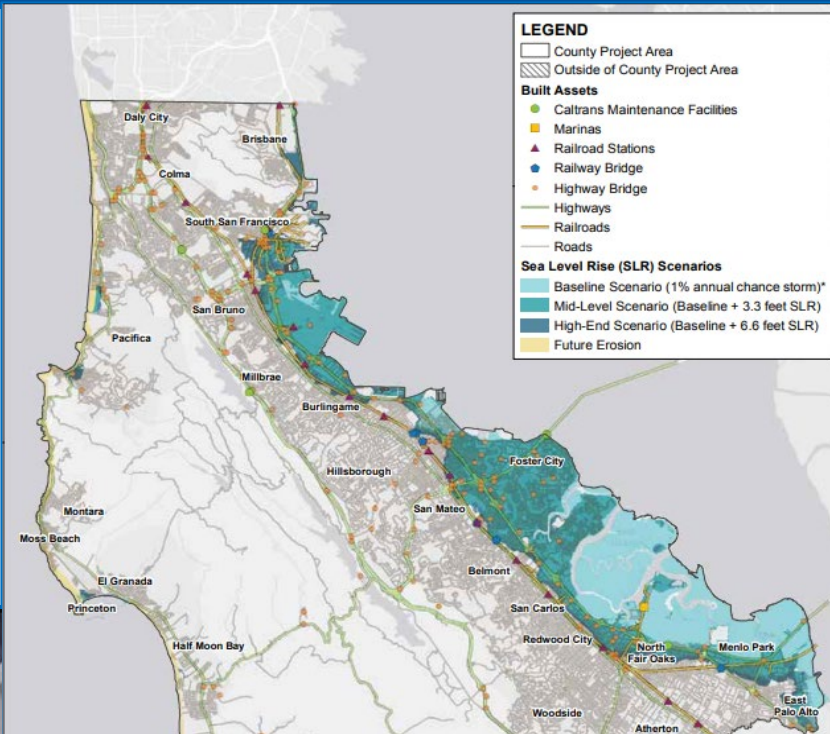 LEGEND
County Project Area
Outside of County Project Area
Built Assets
Caltrans Maintenance Facilities
Marinas
Railroad Stations
Railway Bridge
Highway Bridge
Highways
Railroads
Roads
Sea Level Rise (SLR) Scenarios
Baseline Scenario (1% annual chance storm)*
Mid-Level Scenario (Baseline + 3.3 feet SLR)
High-End Scenario (Baseline + 6.6 feet SLR)
Future Erosion
Daly City
Brisbane
Colma
South San Francisco
San Bruno
Pacifica
Millbrae
Burlingame
Hillsborough
Foster City
San Mateo
Montara
Moss Beach
El Granada
Princeton
Belmont
San Carlos
Redwood City
North
Fair Oaks
Menlo Park
Half Moon Bay
East
Palo Alto
Woodside
Atherton